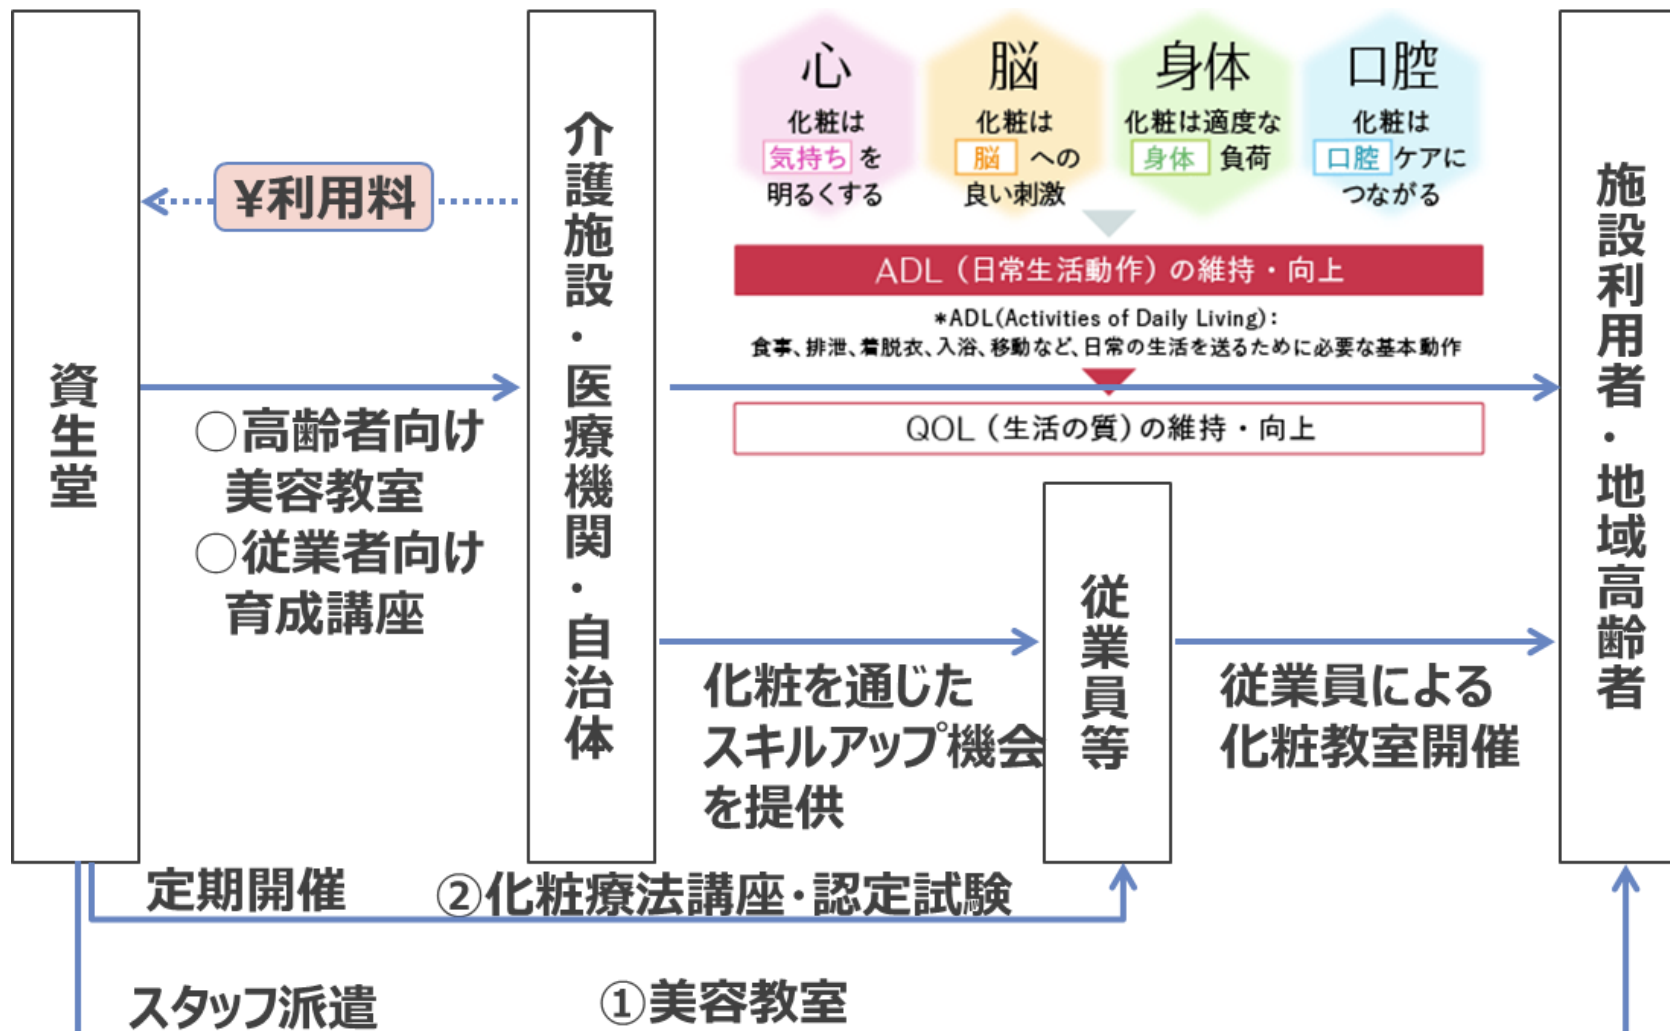 資生堂
¥利用料
○高齢者向け
美容教室
○従業者向け
育成講座
介護施設・医療機関・自治体
心
化粧は
気持ち を
明るくする
脳
化粧は
脳 への
良い刺激
身体
化粧は適度な
身体 負荷
口腔
化粧は
口腔 ケアに
つながる
ADL（日常生活動作）の維持・向上
*ADL(Activities of Daily Living)：
食事、排泄、着脱衣、入浴、移動など、日常の生活を送るために必要な基本動作
QOL（生活の質）の維持・向上
化粧を通じた
スキルアップ機会
を提供
従業員等
従業員による
化粧教室開催
施設利用者・地域高齢者
定期開催
②化粧療法講座・認定試験
スタッフ派遣
①美容教室